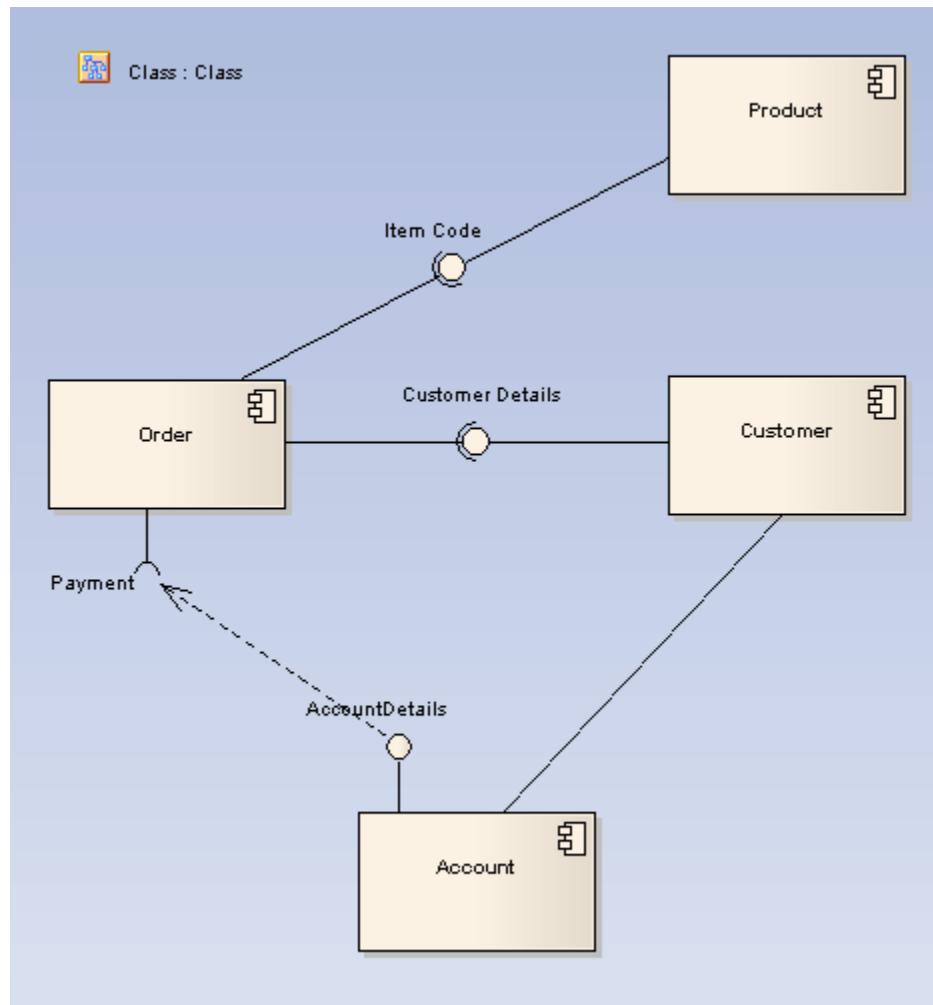 Class : Class
Product
Item Code
Customer Details
Order
Customer
Payment
AccountDetails
Account